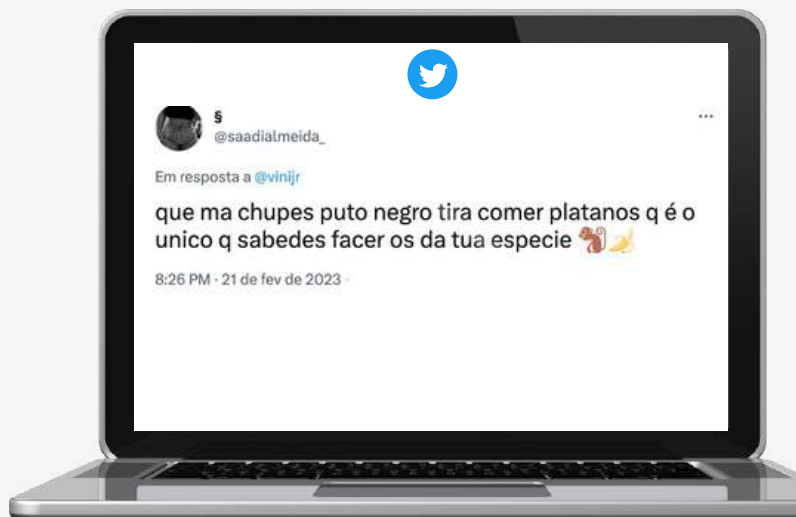 §
@saadialmeida_
Em resposta a @vinijr
que ma chupes puto negro tira comer platanos q é o
unico q sabedes facer os da tua especie 🐒🍌
8:26 PM · 21 de fev de 2023